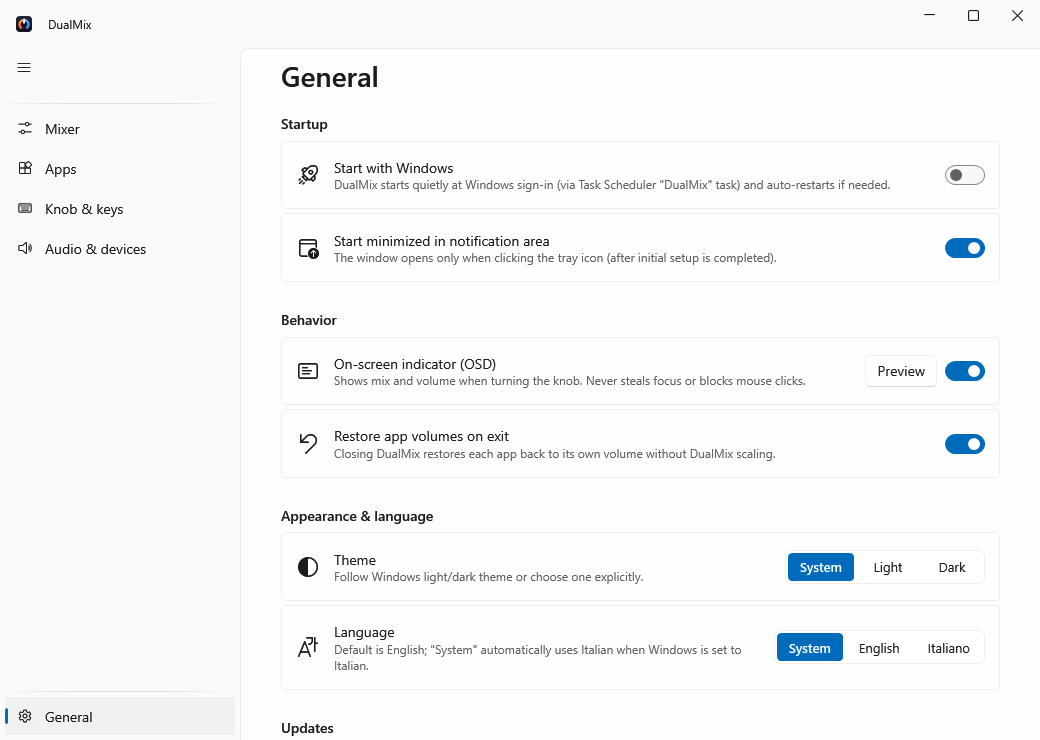 DualMix
General
Startup
Mixer
Start with Windows
DualMix starts quietly at Windows sign-in (via Task Scheduler "DualMix" task) and auto-restarts if needed.
Apps
Knob & keys
Start minimized in notification area
The window opens only when clicking the tray icon (after initial setup is completed).
Audio & devices
Behavior
On-screen indicator (OSD)
Shows mix and volume when turning the knob. Never steals focus or blocks mouse clicks.
Preview
Restore app volumes on exit
Closing DualMix restores each app back to its own volume without DualMix scaling.
Appearance & language
Theme
Follow Windows light/dark theme or choose one explicitly.
System Light Dark
Language
Default is English; "System" automatically uses Italian when Windows is set to
Italian.
System English Italiano
General
Updates